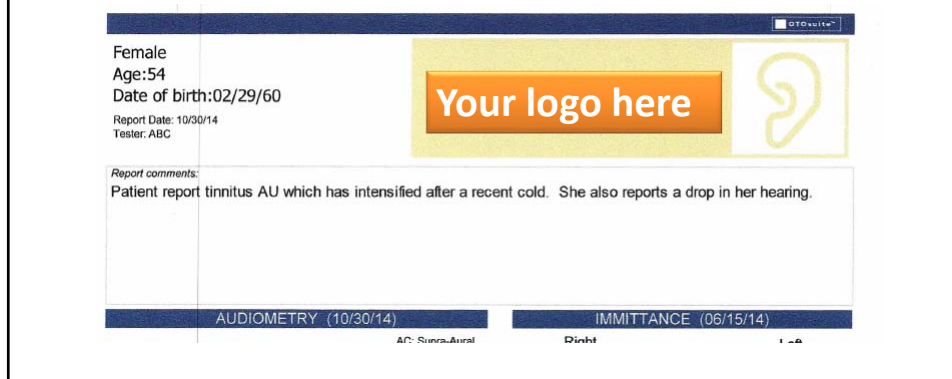 OTOsuite™
Female
Age:54
Date of birth:02/29/60
Report Date: 10/30/14
Tester: ABC
Your logo here
Report comments:
Patient report tinnitus AU which has intensified after a recent cold. She also reports a drop in her hearing.
AUDIOMETRY (10/30/14) IMMITTANCE (06/15/14)
AC: Supra-Aural Right Left